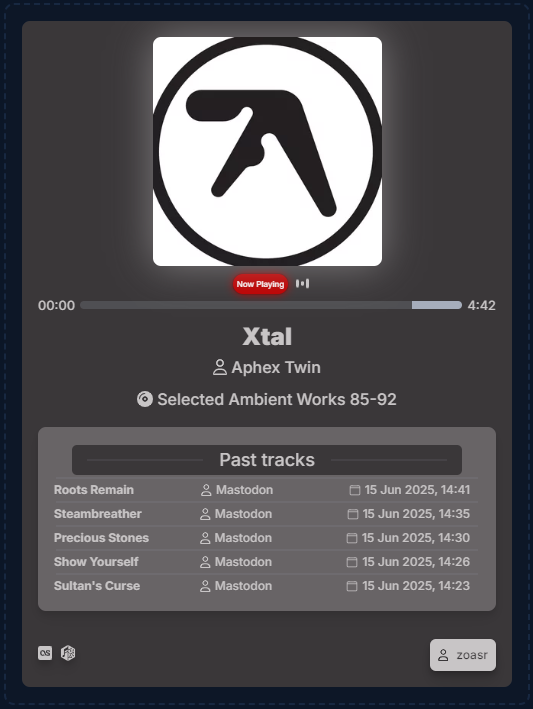 Now Playing
00:00 4:42
Xtal
Aphex Twin
Selected Ambient Works 85-92
Past tracks
Roots Remain Mastodon 15 Jun 2025, 14:41
Steambreather Mastodon 15 Jun 2025, 14:35
Precious Stones Mastodon 15 Jun 2025, 14:30
Show Yourself Mastodon 15 Jun 2025, 14:26
Sultan's Curse Mastodon 15 Jun 2025, 14:23
zoasr